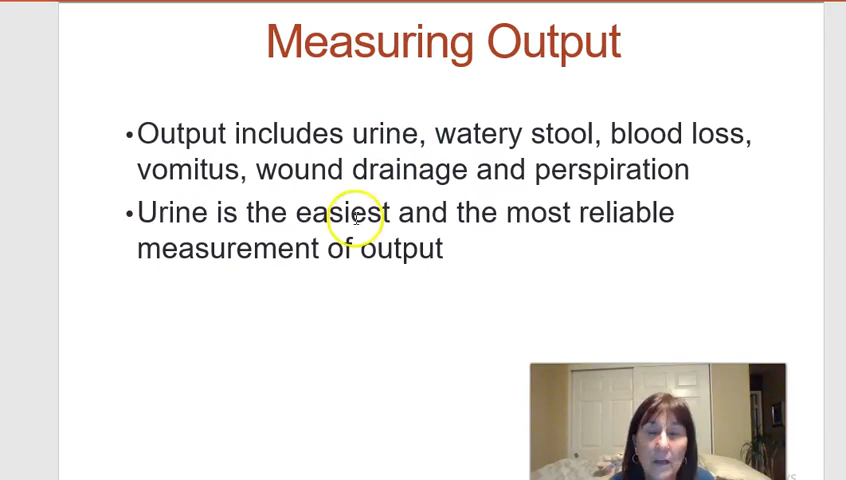 Measuring Output
•Output includes urine, watery stool, blood loss,
vomitus, wound drainage and perspiration
•Urine is the easiest and the most reliable
measurement of output